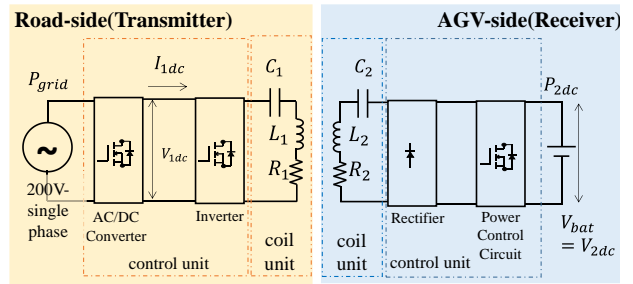 Road-side(Transmitter)
AGV-side(Receiver)
P_grid
I_1dc
C_1
V_1dc
L_1
R_1
~
200V-
single
phase
AC/DC
Converter
Inverter
control unit
coil
unit
C_2
L_2
R_2
P_2dc
Rectifier
Power
Control
Circuit
V_bat
= V_2dc
coil
unit
control unit